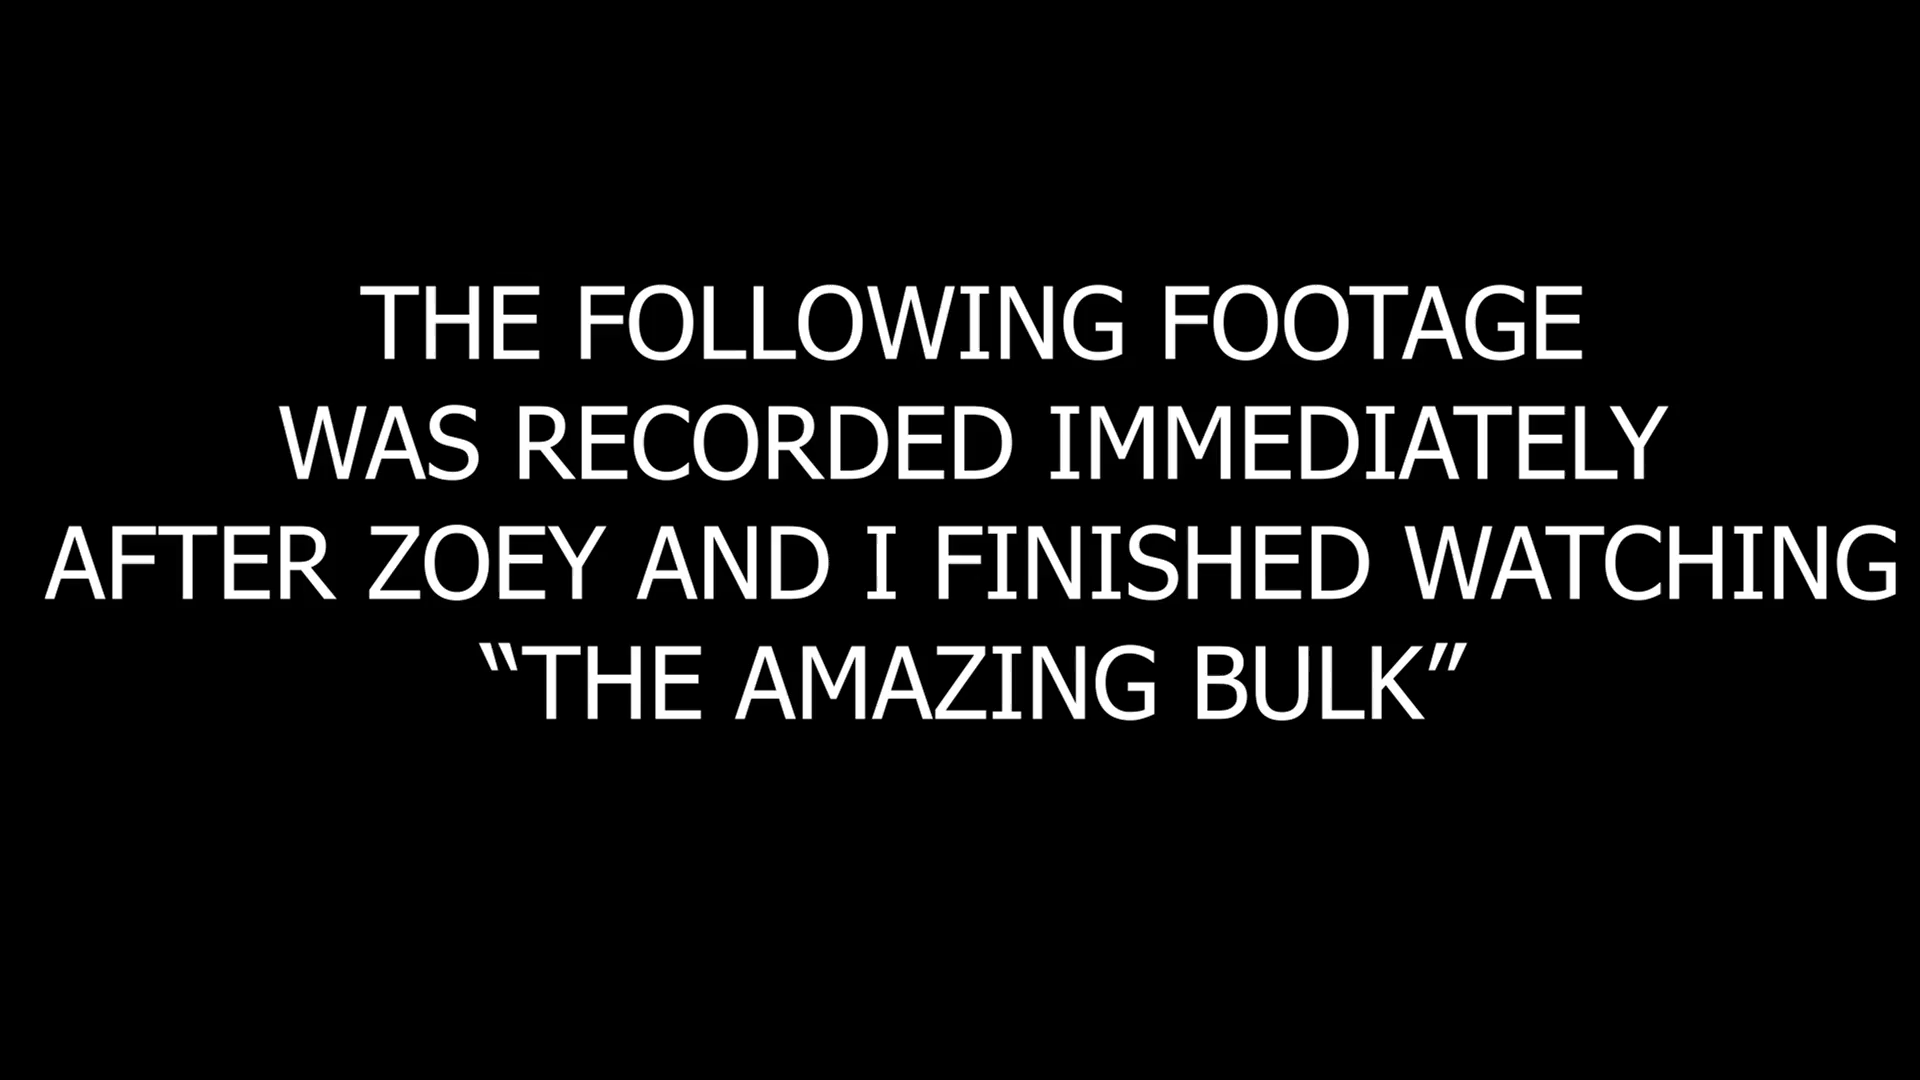 THE FOLLOWING FOOTAGE
WAS RECORDED IMMEDIATELY
AFTER ZOEY AND I FINISHED WATCHING
“THE AMAZING BULK”